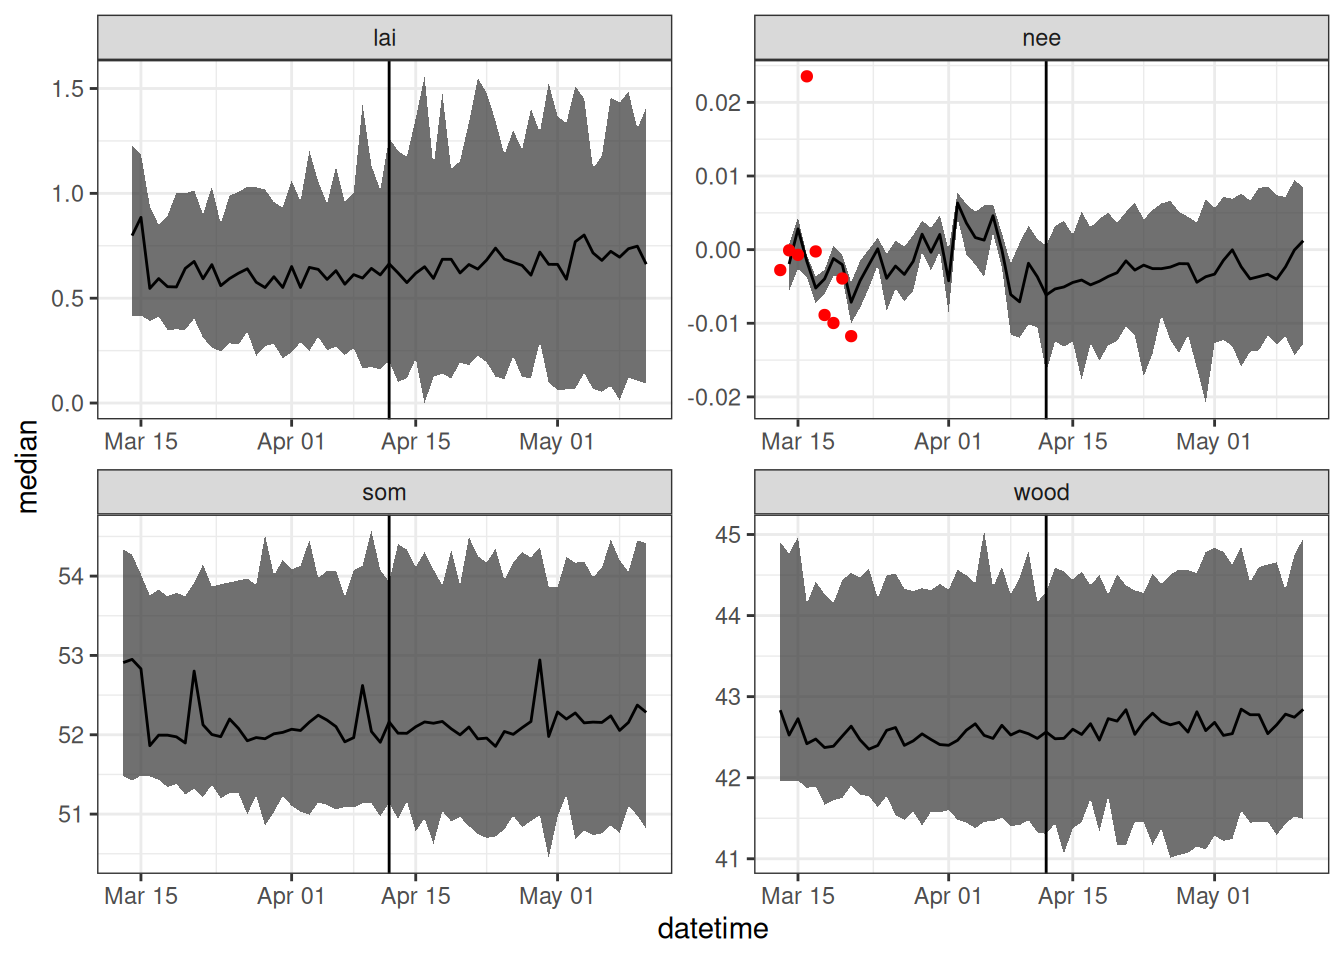 lai
nee
1.5
1.0
0.5
0.0
0.02
0.01
0.00
-0.01
-0.02
Mar 15 Apr 01 Apr 15 May 01
Mar 15 Apr 01 Apr 15 May 01
median
som
wood
54
53
52
51
45
44
43
42
41
Mar 15 Apr 01 Apr 15 May 01
Mar 15 Apr 01 Apr 15 May 01
datetime